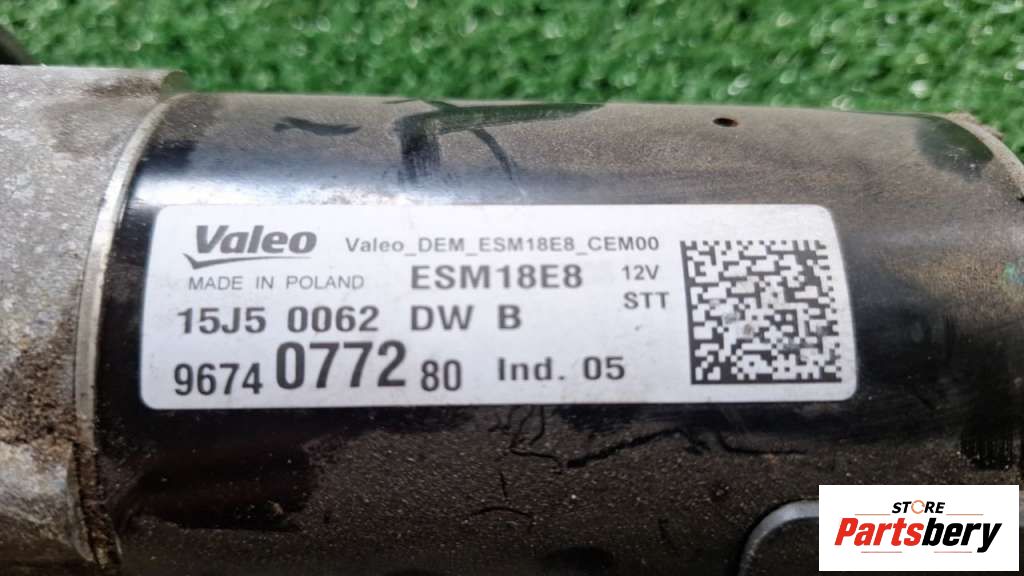 Valeo Valeo_DEM_ESM18E8_CEM00
MADE IN POLAND ESM18E8 12V
STT
15J5 0062 DW B
9674 0772 80 Ind. 05
STORE
Partsbery